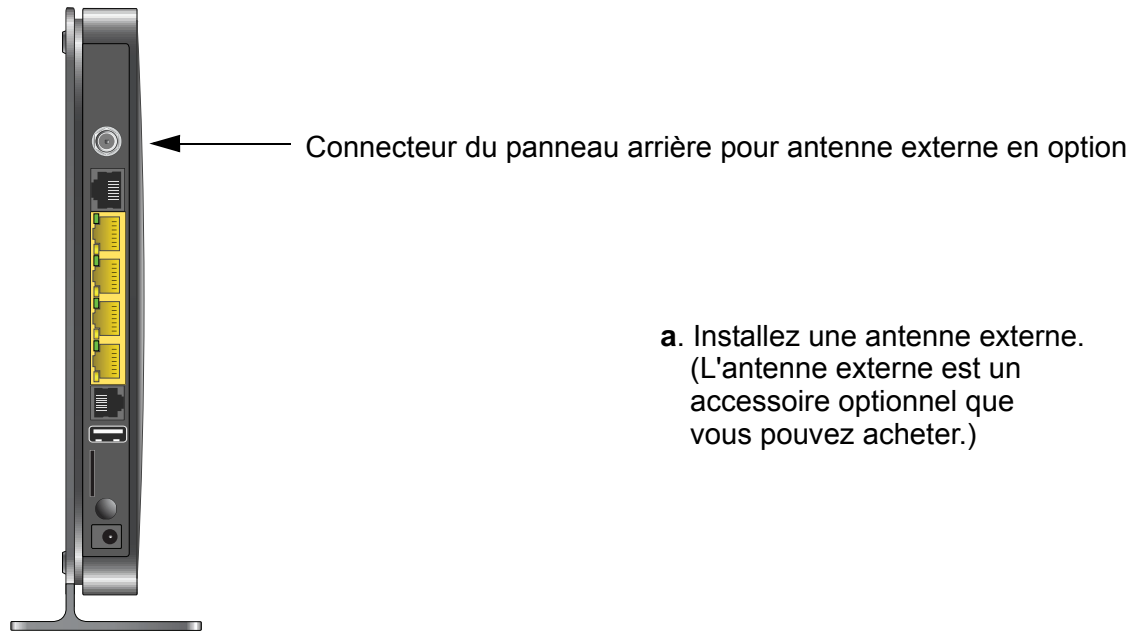 Connecteur du panneau arrière pour antenne externe en option
a. Installez une antenne externe.
(L'antenne externe est un
accessoire optionnel que
vous pouvez acheter.)